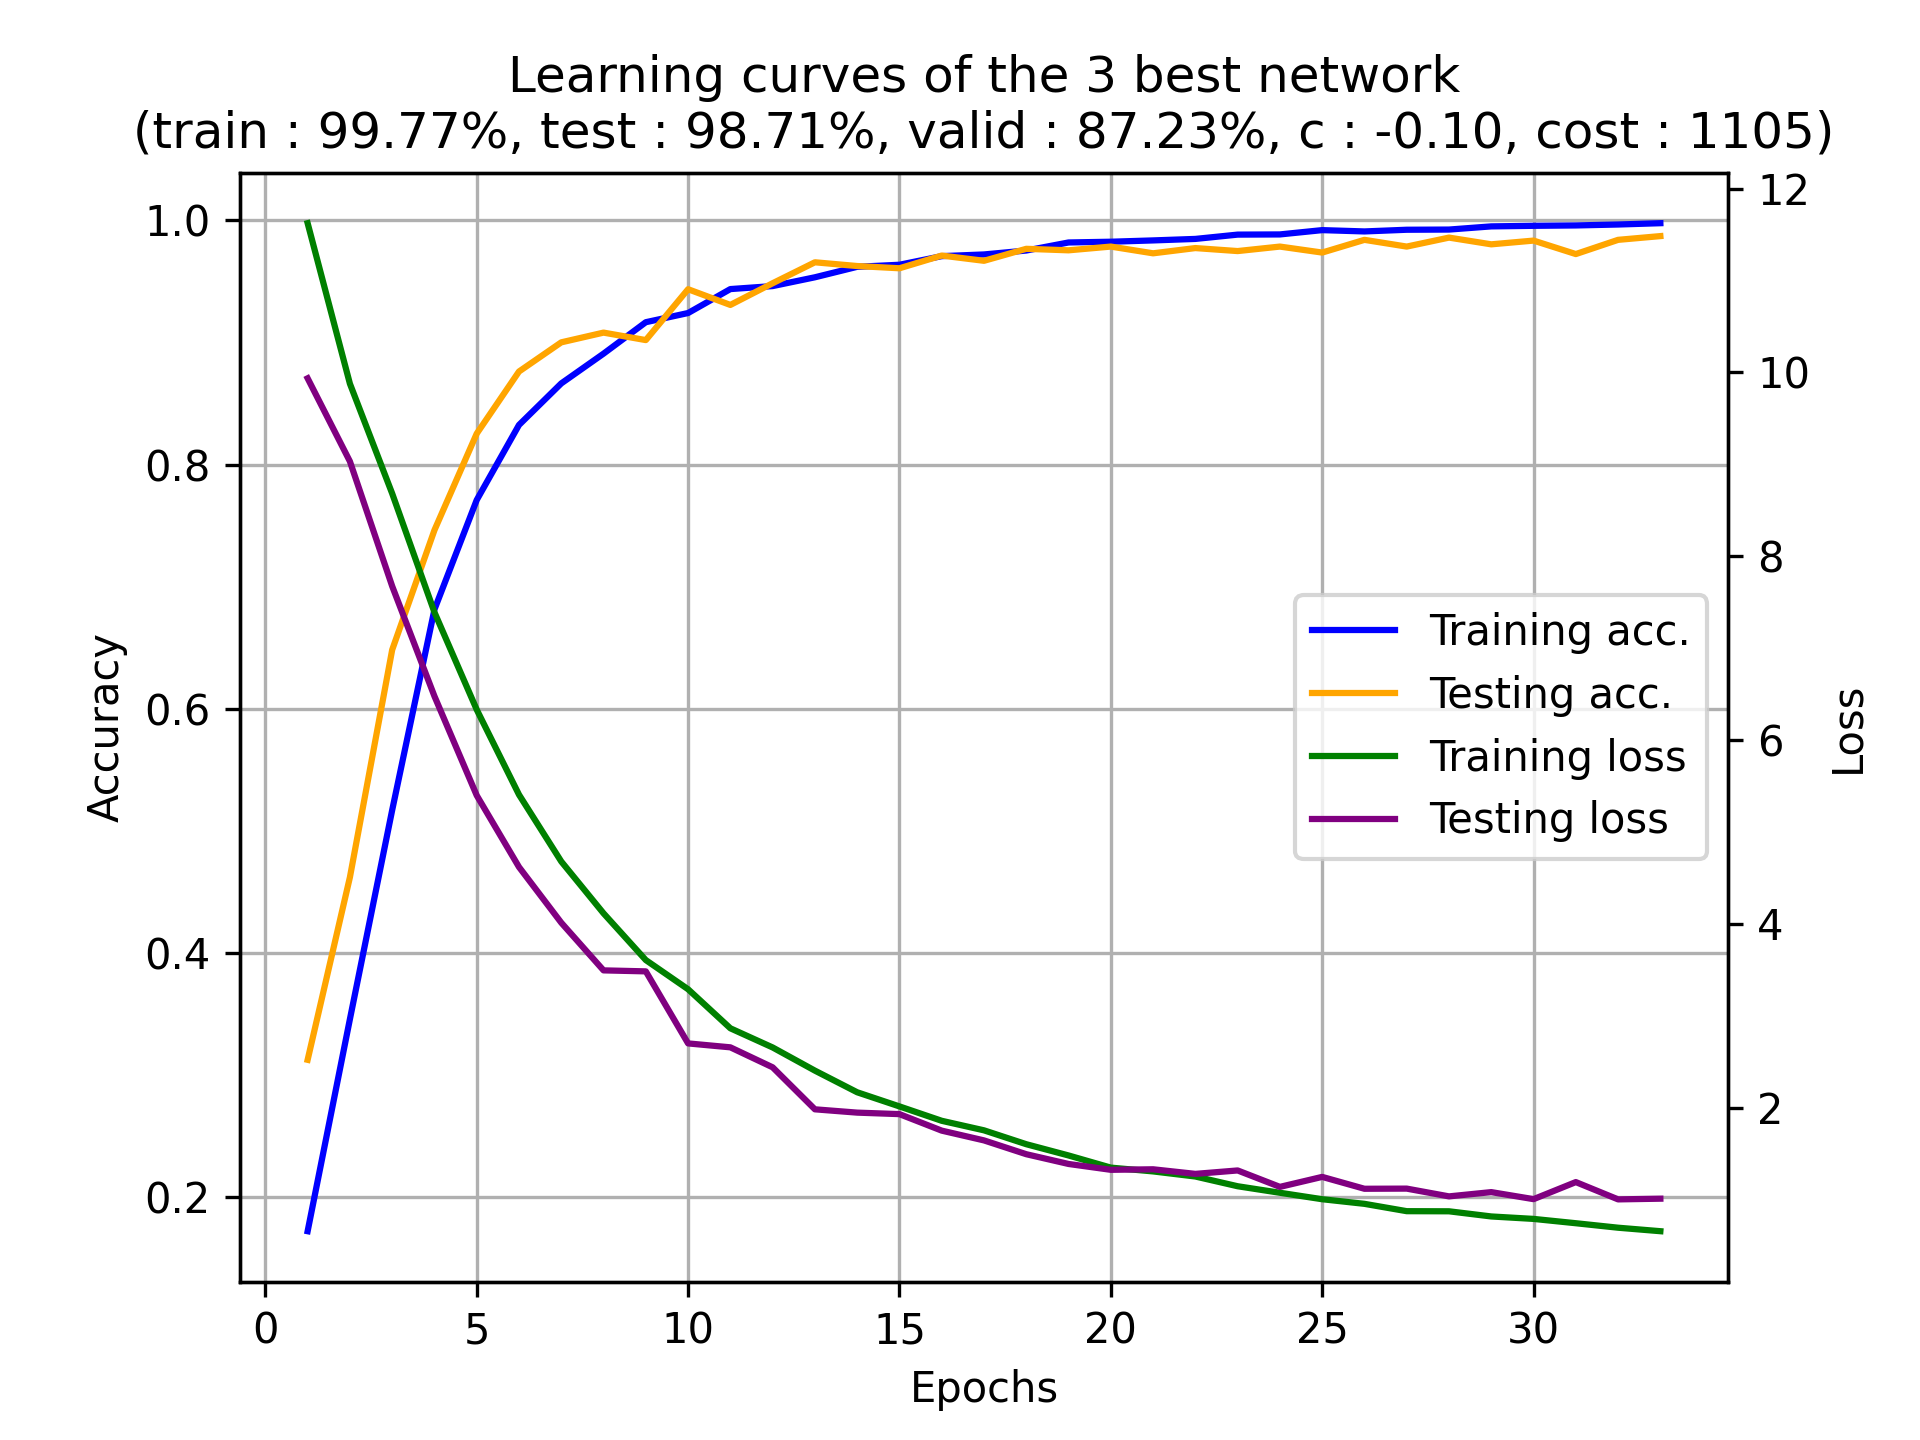 Learning curves of the 3 best network
(train : 99.77%, test : 98.71%, valid : 87.23%, c : -0.10, cost : 1105)
1.0
0.8
0.6
0.4
0.2
Accuracy
12
10
8
6
4
2
Loss
Training acc.
Testing acc.
Training loss
Testing loss
0 5 10 15 20 25 30
Epochs